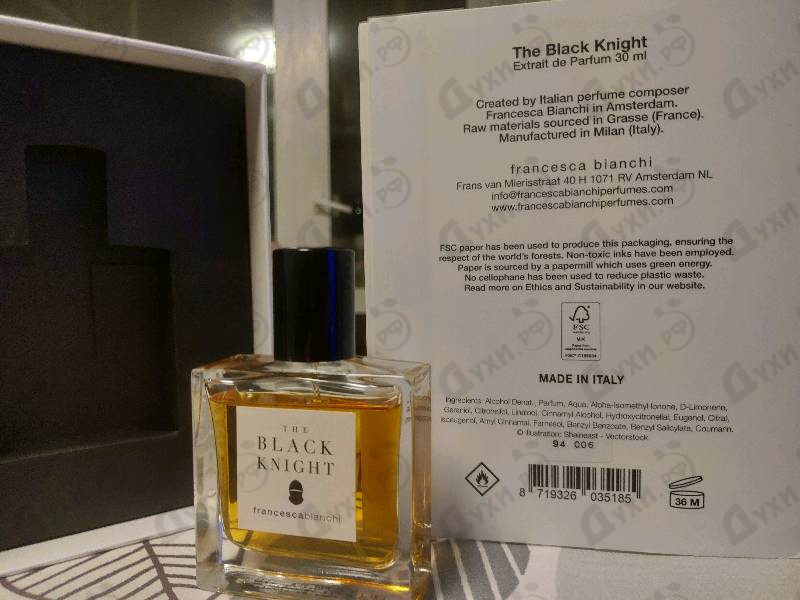 The Black Knight
Extrait de Parfum 30 ml
Created by Italian perfume composer
Francesca Bianchi in Amsterdam.
Raw materials sourced in Grasse (France).
Manufactured in Milan (Italy).
francesca bianchi
Frans van Mierisstraat 40 H 1071 RV Amsterdam NL
info@francescabianchiperfumes.com
www.francescabianchiperfumes.com
FSC paper has been used to produce this packaging, ensuring the
respect of the world's forests. Non-toxic inks have been employed.
Paper is sourced by a papermill which uses green energy.
No cellophane has been used to reduce plastic waste.
Read more on Ethics and Sustainability in our website.
FSC
MIX
MADE IN ITALY
Ingredients: Alcohol Denat., Parfum, Aqua, Alpha-Isomethyl Ionone, D-Limonene,
Geraniol, Citronellol, Linalool, Cinnamyl Alcohol, Hydroxycitronellal, Eugenol, Citral,
Isoeugenol, Amyl Cinnamal, Farnesol, Benzyl Benzoate, Benzyl Salicylate, Coumarin.
© Illustration: Shaineast - Vectorstock
94 006
8 719326 035185
36 M
THE
BLACK
KNIGHT
francescabianchi
Духи.РФ